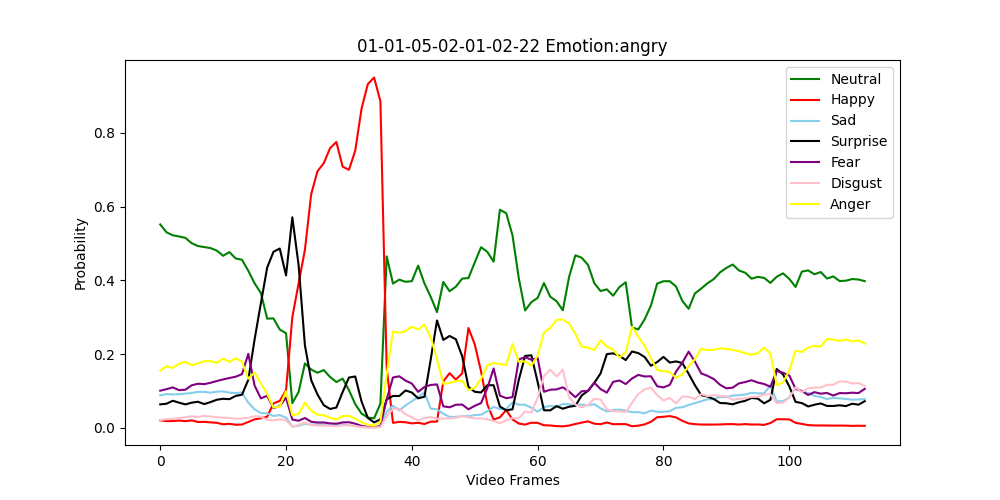 01-01-05-02-01-02-22 Emotion:angry
Probability
0.8
0.6
0.4
0.2
0.0
0 20 40 60 80 100
Video Frames
Neutral
Happy
Sad
Surprise
Fear
Disgust
Anger